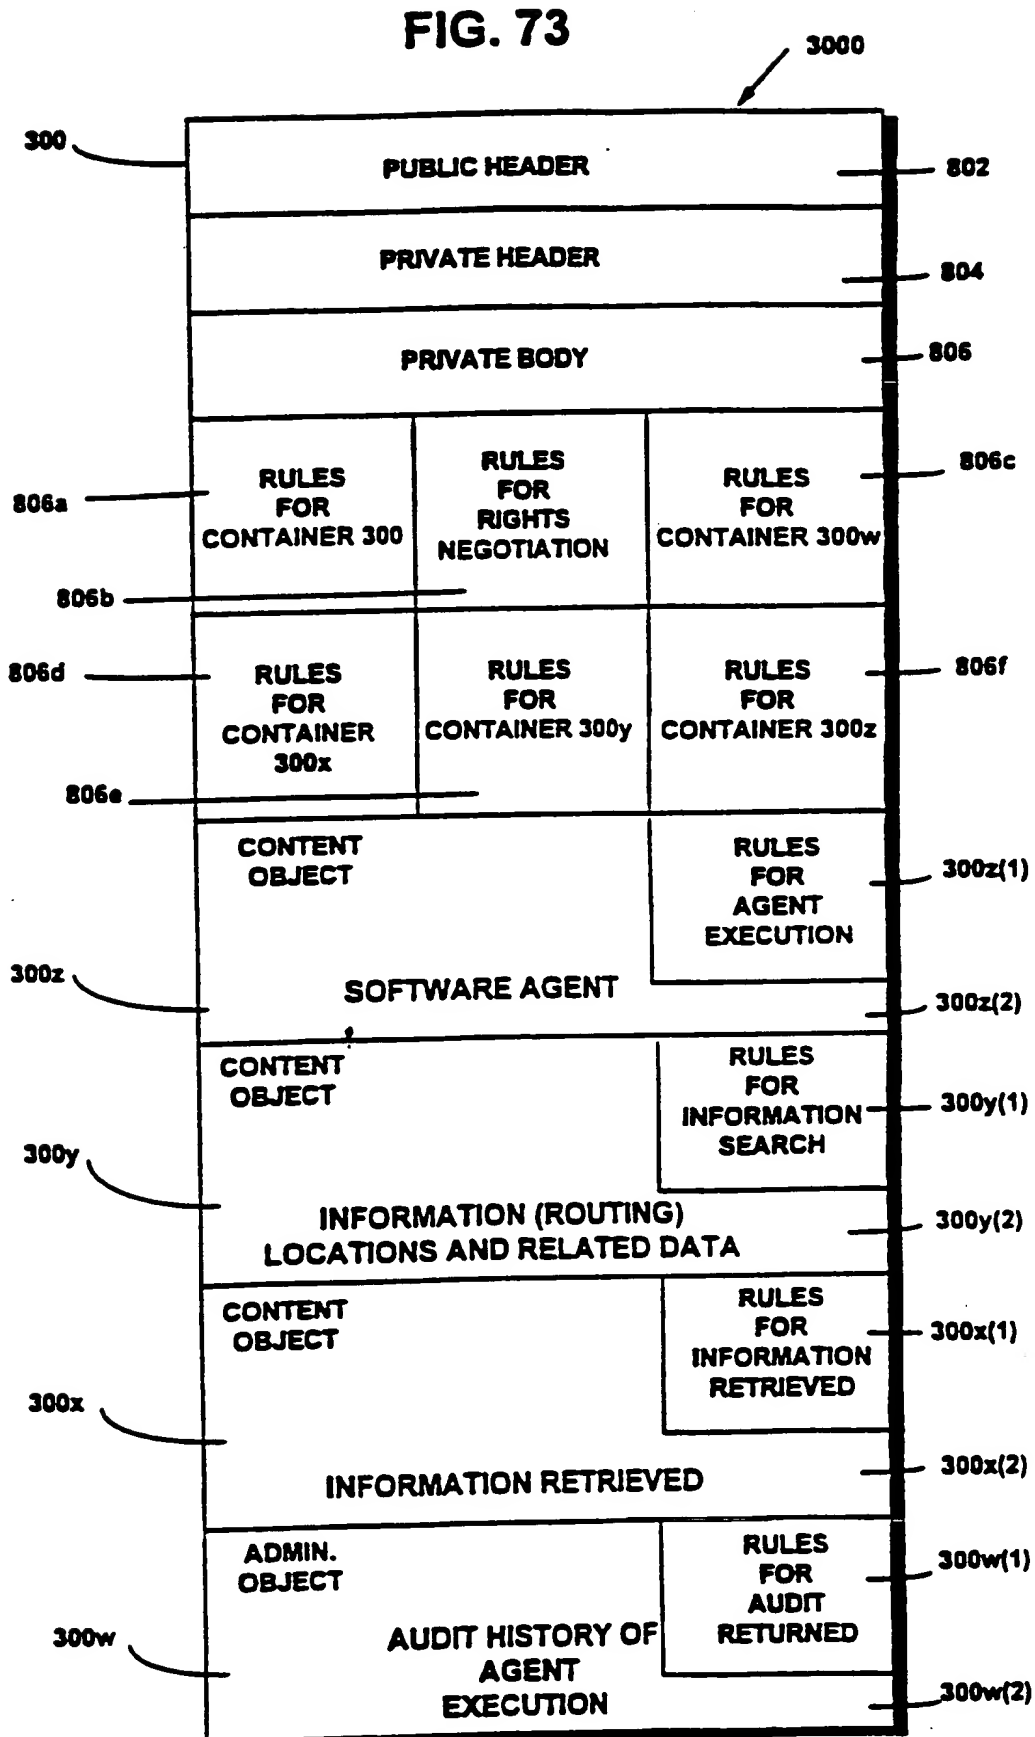 FIG. 73
3000
300
PUBLIC HEADER
802
PRIVATE HEADER
804
PRIVATE BODY
806
806a
RULES
FOR
CONTAINER 300
RULES
FOR
RIGHTS
NEGOTIATION
RULES
FOR
CONTAINER 300w
806c
806b
806d
RULES
FOR
CONTAINER
300x
RULES
FOR
CONTAINER 300y
RULES
FOR
CONTAINER 300z
806f
806e
CONTENT
OBJECT
RULES
FOR
AGENT
EXECUTION
300z(1)
300z
SOFTWARE AGENT
300z(2)
CONTENT
OBJECT
RULES
FOR
INFORMATION
SEARCH
300y(1)
300y
INFORMATION (ROUTING)
LOCATIONS AND RELATED DATA
300y(2)
CONTENT
OBJECT
RULES
FOR
INFORMATION
RETRIEVED
300x(1)
300x
INFORMATION RETRIEVED
300x(2)
ADMIN.
OBJECT
RULES
FOR
AUDIT
RETURNED
300w(1)
300w
AUDIT HISTORY OF
AGENT
EXECUTION
300w(2)